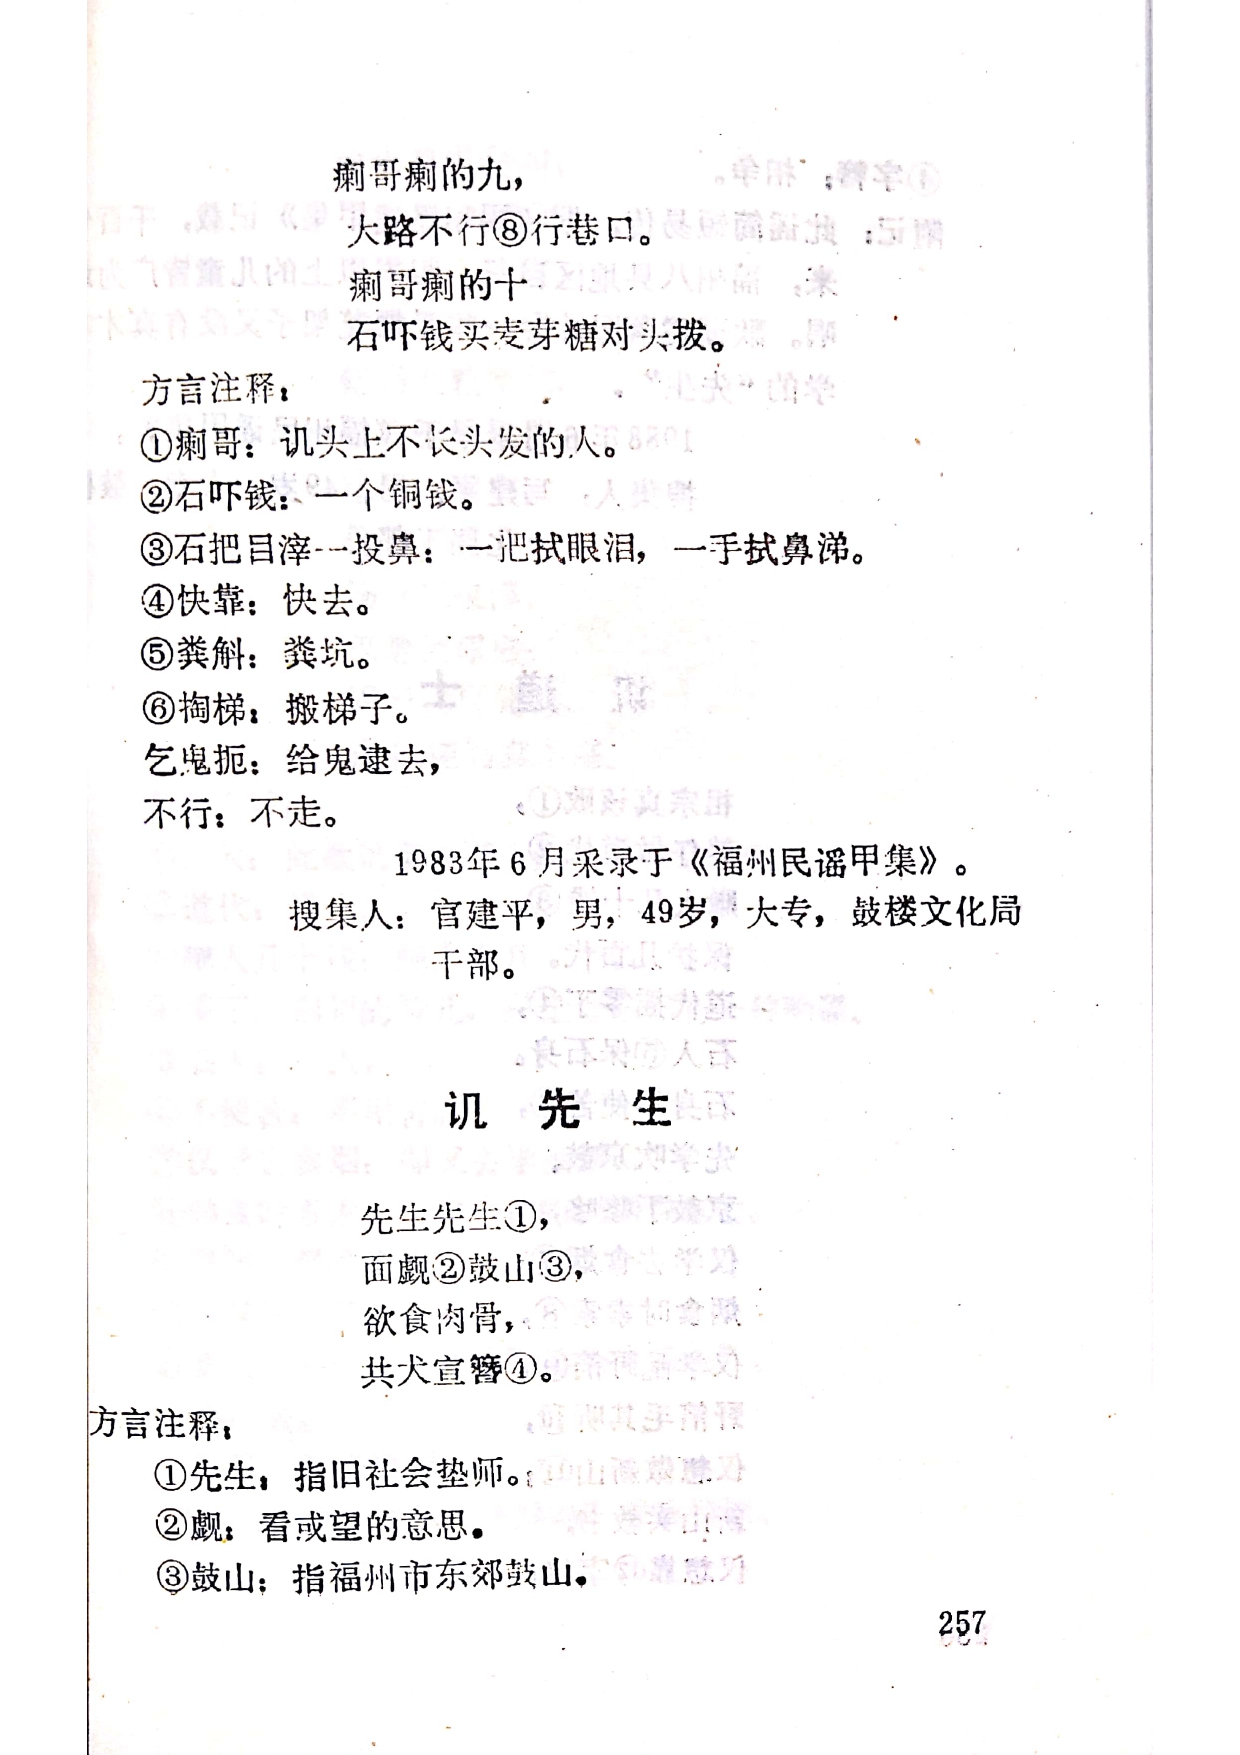 瘌哥瘌的九，
大路不行⑧行巷口。
瘌哥瘌的十
石吓钱买麦芽糖对头拨。
方言注释：
①瘌哥：讥头上不长头发的人。
②石吓钱：一个铜钱。
③石把目滓一投鼻：一把拭眼泪，一手拭鼻涕。
④快靠：快去。
⑤粪斛：粪坑。
⑥掏梯：搬梯子。
乞鬼扼：给鬼逮去，
不行：不走。
1983年6月采录于《福州民谣甲集》。
搜集人：官建平，男，49岁，大专，鼓楼文化局
干部。
讥先生
先生先生①，
面觑②鼓山③，
欲食肉骨，
共犬宣簪④。
方言注释：
①先生：指旧社会垫师。
②觑：看或望的意思。
③鼓山：指福州市东郊鼓山。
257